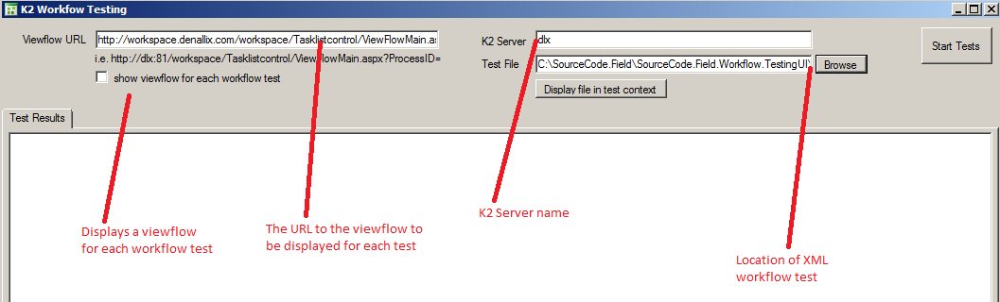 K2 Workfow Testing
Viewflow URL
http://workspace.denallix.com/workspace/Tasklistcontrol/ViewFlowMain.as
K2 Server
dlx
Start Tests
i.e. http://dlx:81/workspace/Tasklistcontrol/ViewFlowMain.aspx?ProcessID=
Test File
C:\SourceCode.Field\SourceCode.Field.Workflow.TestingUI\
Browse
show viewflow for each workflow test
Display file in test context
Test Results
Displays a viewflow
for each workflow test
The URL to the viewflow to
be displayed for each test
K2 Server name
Location of XML
workflow test